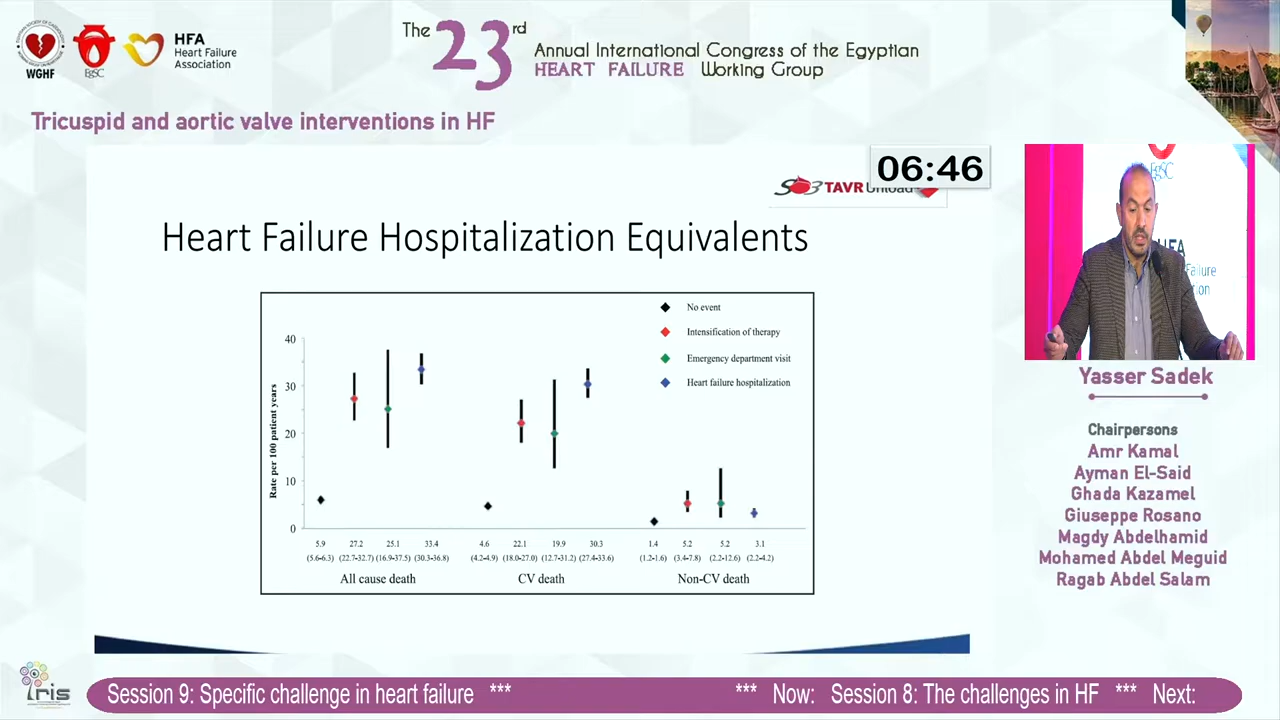 WGHF
EgSC
HFA
Heart Failure
Association
The 23rd
Annual International Congress of the Egyptian
HEART FAILURE Working Group
Tricuspid and aortic valve interventions in HF
06:46
TAVR
Heart Failure Hospitalization Equivalents
No event
Intensification of therapy
Emergency department visit
Heart failure hospitalization
Rate per 100 patient years
40
30
20
10
0
5.9 27.2 25.1 33.4 4.6 22.1 19.9 30.3 1.4 5.2 5.2 3.1
(5.6-6.3) (22.7-32.7) (16.9-37.5) (30.3-36.8) (4.2-4.9) (18.0-27.0) (12.7-31.2) (27.4-33.6) (1.2-1.6) (3.4-7.8) (2.2-12.6) (2.2-4.2)
All cause death CV death Non-CV death
EgSC
HFA
Failure
Yasser Sadek
Chairpersons
Amr Kamal
Ayman El-Said
Ghada Kazamel
Giuseppe Rosano
Magdy Abdelhamid
Mohamed Abdel Meguid
Ragab Abdel Salam
iris
Session 9: Specific challenge in heart failure *** *** Now: Session 8: The challenges in HF *** Next: